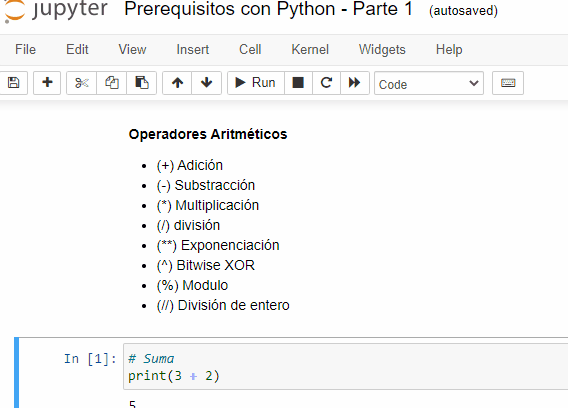 jupyter Prerequisitos con Python - Parte 1 (autosaved)
File Edit View Insert Cell Kernel Widgets Help
Run Code
Operadores Aritméticos
• (+) Adición
• (-) Substracción
• (*) Multiplicación
• (/) división
• (**) Exponenciación
• (^) Bitwise XOR
• (%) Modulo
• (//) División de entero
In [1]: # Suma
print(3 + 2)
5